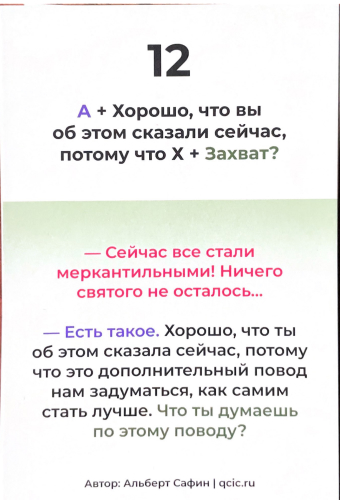 12
А + Хорошо, что вы
об этом сказали сейчас,
потому что Х + Захват?
— Сейчас все стали
меркантильными! Ничего
святого не осталось...
— Есть такое. Хорошо, что ты
об этом сказала сейчас, потому
что это дополнительный повод
нам задуматься, как самим
стать лучше. Что ты думаешь
по этому поводу?
Автор: Альберт Сафин | qcic.ru